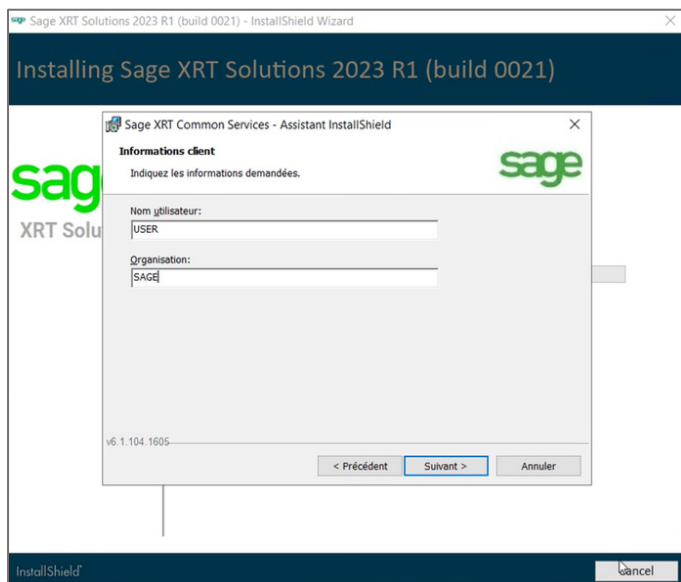 sage Sage XRT Solutions 2023 R1 (build 0021) - InstallShield Wizard
Installing Sage XRT Solutions 2023 R1 (build 0021)
Sage XRT Common Services - Assistant InstallShield
Informations client
Indiquez les informations demandées.
sage
sag
XRT Solu
Nom utilisateur:
USER
Organisation:
SAGE
v6.1.104.1605
< Précédent
Suivant >
Annuler
InstallShield
Cancel